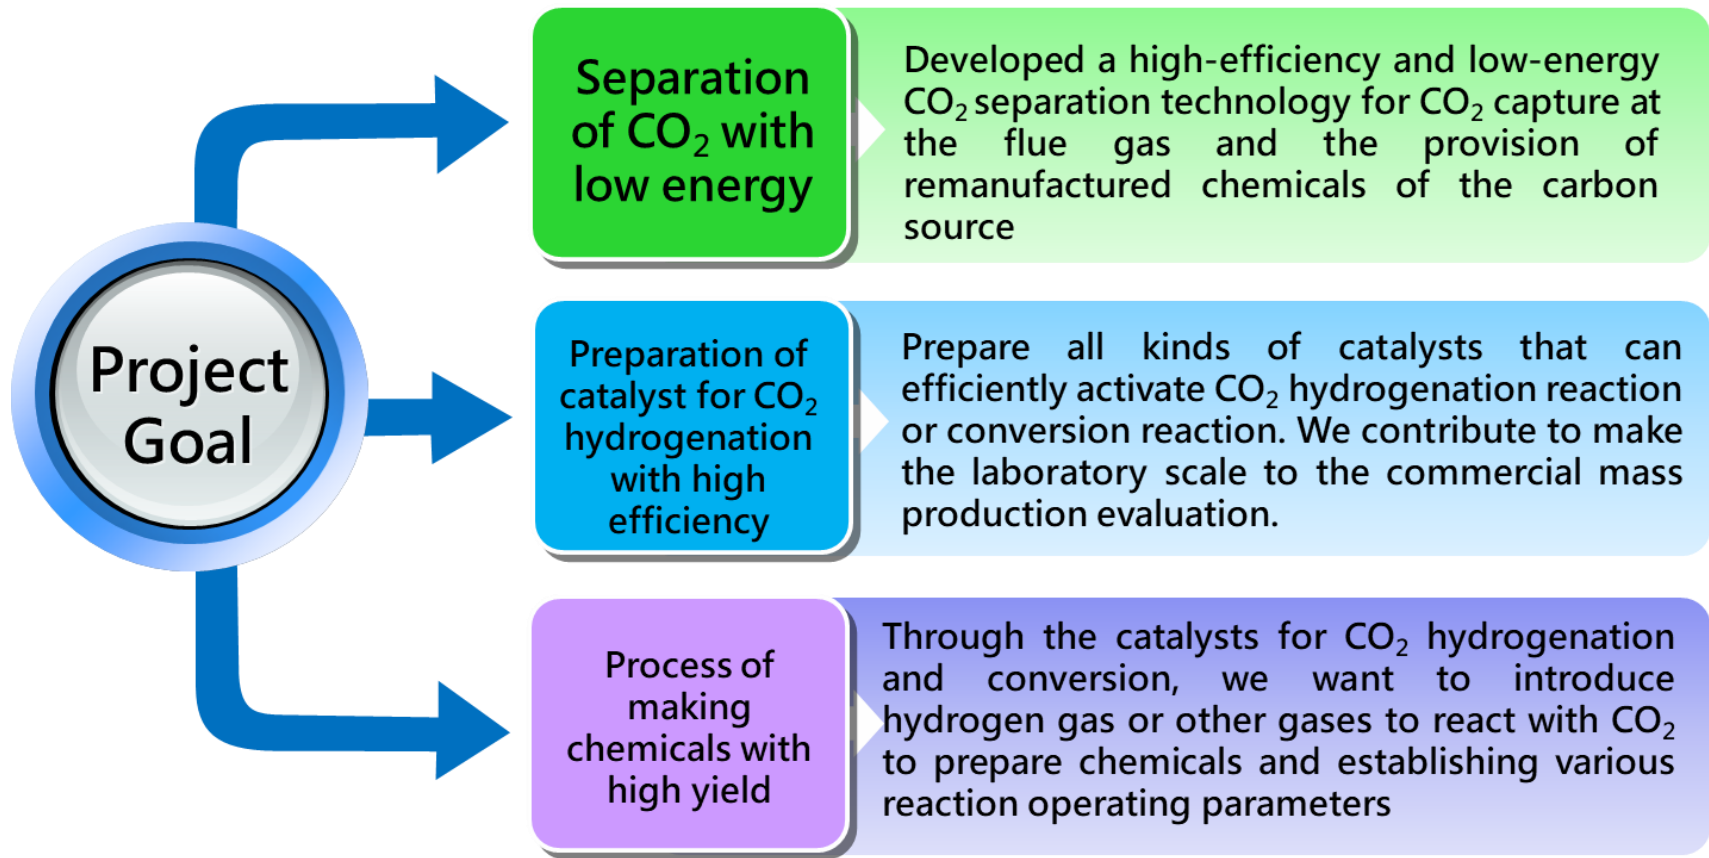 Project
Goal
Separation
of CO₂ with
low energy
Developed a high-efficiency and low-energy
CO₂ separation technology for CO₂ capture at
the flue gas and the provision of
remanufactured chemicals of the carbon
source
Preparation of
catalyst for CO₂
hydrogenation
with high
efficiency
Prepare all kinds of catalysts that can
efficiently activate CO₂ hydrogenation reaction
or conversion reaction. We contribute to make
the laboratory scale to the commercial mass
production evaluation.
Process of
making
chemicals with
high yield
Through the catalysts for CO₂ hydrogenation
and conversion, we want to introduce
hydrogen gas or other gases to react with CO₂
to prepare chemicals and establishing various
reaction operating parameters